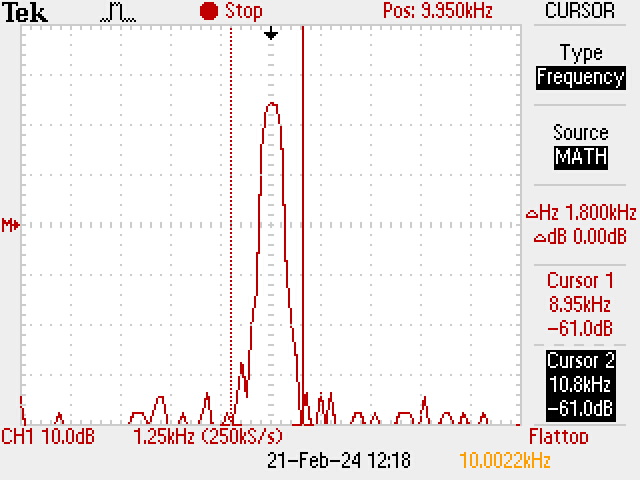 Tek Stop Pos: 9.950kHz CURSOR
Type
Frequency
Source
MATH
M
ΔHz 1.800kHz
ΔdB 0.00dB
Cursor 1
8.95kHz
-61.0dB
Cursor 2
10.8kHz
-61.0dB
CH1 10.0dB 1.25kHz (250kS/s) Flattop
21-Feb-24 12:18 10.0022kHz